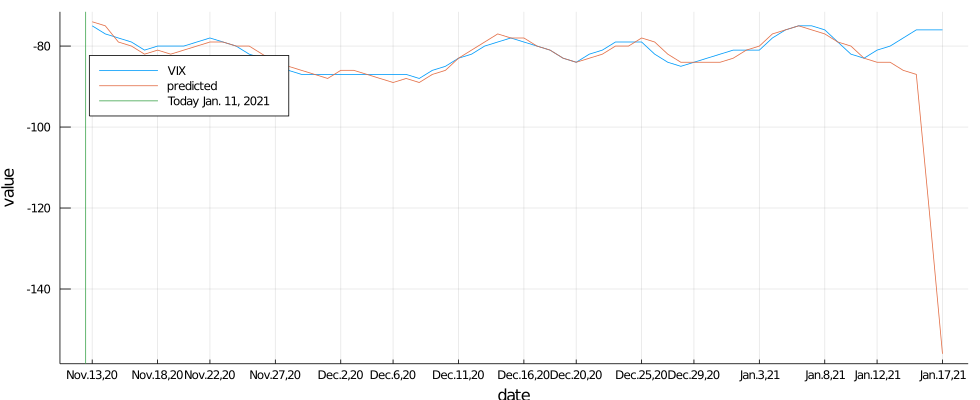 -80
-100
-120
-140
value
VIX
predicted
Today Jan. 11, 2021
Nov.13,20 Nov.18,20 Nov.22,20 Nov.27,20 Dec.2,20 Dec.6,20 Dec.11,20 Dec.16,20 Dec.20,20 Dec.25,20 Dec.29,20 Jan.3,21 Jan.8,21 Jan.12,21 Jan.17,21
date